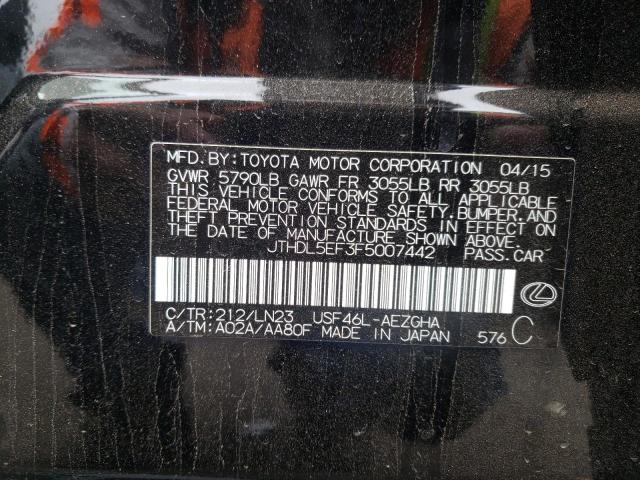 MFD. BY: TOYOTA MOTOR CORPORATION 04/15
GVWR 5790LB GAWR FR 3055LB RR 3055LB
THIS VEHICLE CONFORMS TO ALL APPLICABLE
FEDERAL MOTOR VEHICLE SAFETY, BUMPER, AND
THEFT PREVENTION STANDARDS IN EFFECT ON
THE DATE OF MANUFACTURE SHOWN ABOVE.
JTHDL5EF3F5007442 PASS.CAR
C/TR:212/LN23 USF46L-AEZGHA
A/TM:A02A/AA80F MADE IN JAPAN 576 C